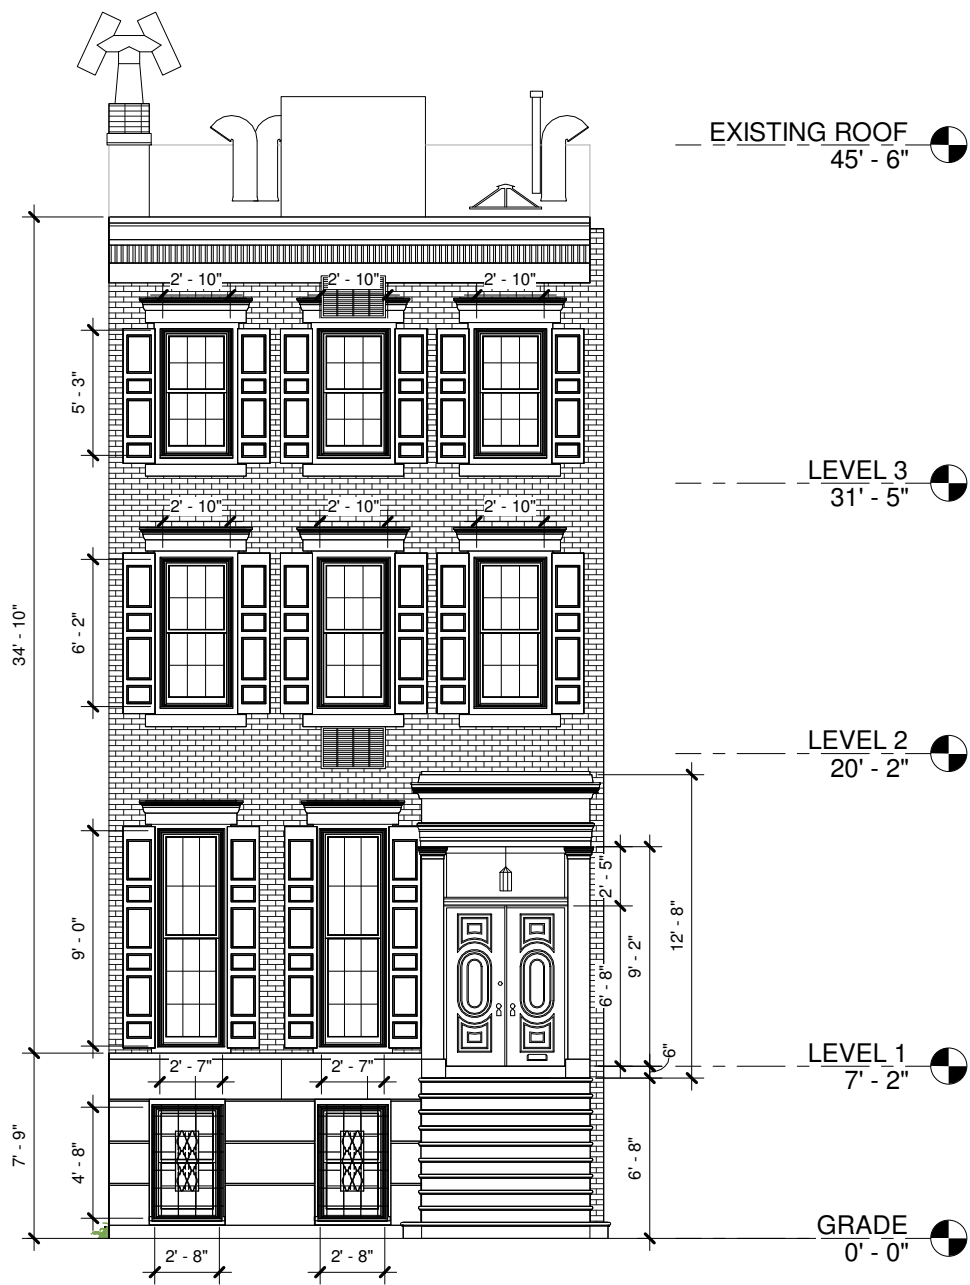 EXISTING ROOF
45' - 6"
2' - 10"
2' - 10"
2' - 10"
5' - 3"
LEVEL 3
31' - 5"
2' - 10"
2' - 10"
2' - 10"
6' - 2"
34' - 10"
LEVEL 2
20' - 2"
2' - 5"
9' - 0"
12' - 8"
9' - 2"
6' - 8"
6"
LEVEL 1
7' - 2"
2' - 7"
2' - 7"
7' - 9"
4' - 8"
6' - 8"
GRADE
0' - 0"
2' - 8"
2' - 8"